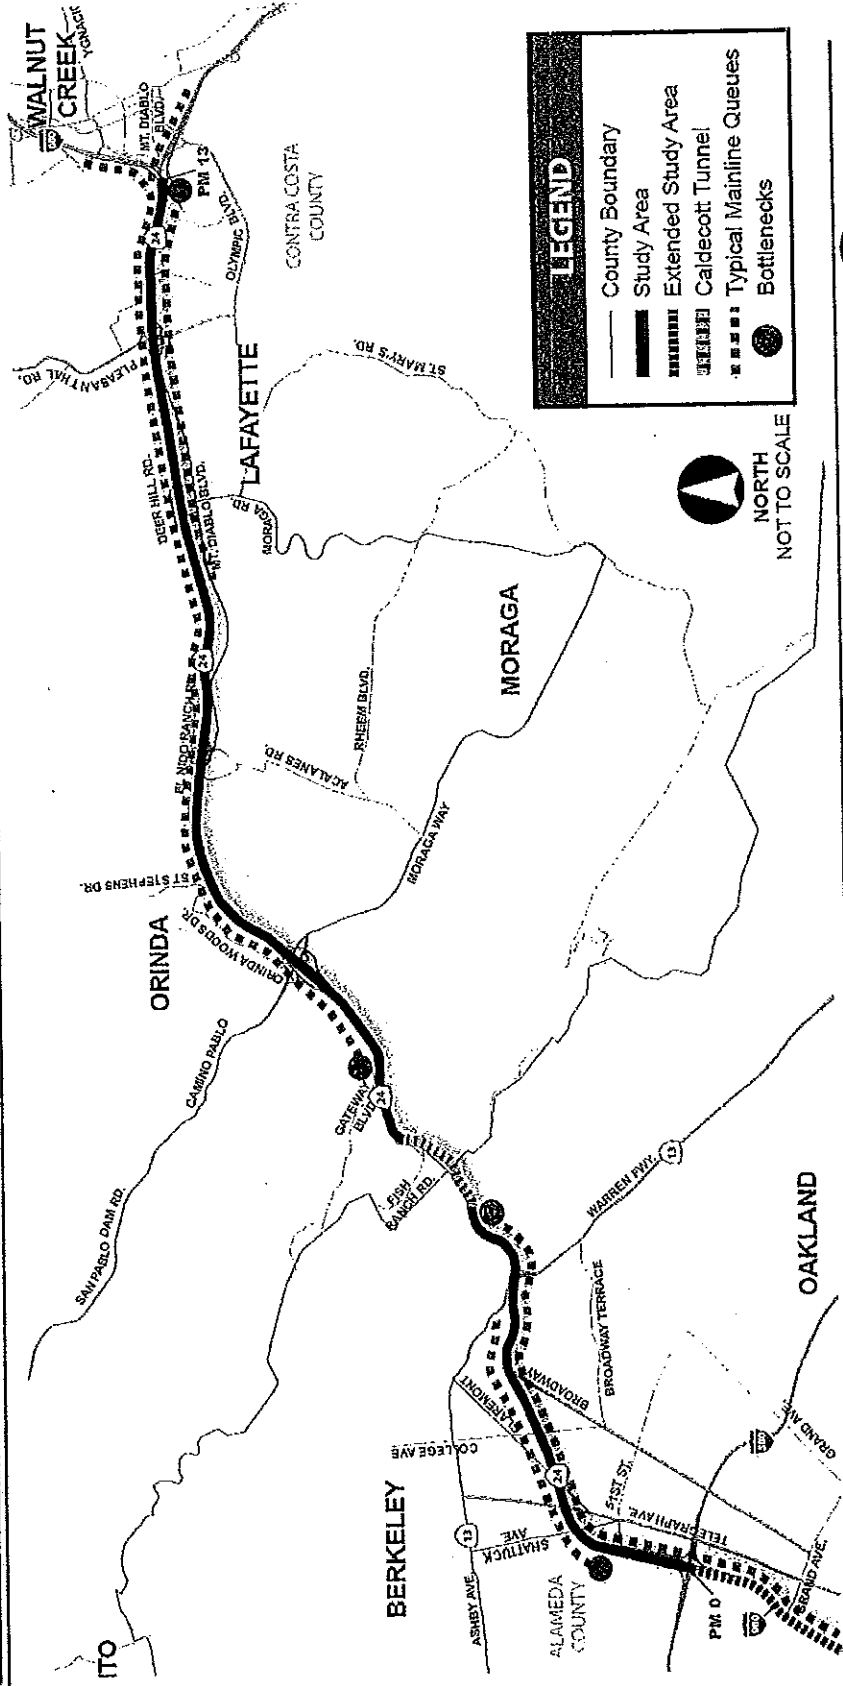 WALNUT
CREEK
MT. DIABLO
BLVD.
24
PM 13
CONTRA COSTA
COUNTY
OLYMPIC BLVD.
PLEASANT HILL RD.
LAFAYETTE
DEER HILL RD.
MT. DIABLO BLVD.
MORAGA RD.
ST. MARY'S RD.
24
EL NIDO RANCH RD.
MORAGA
RHEEM BLVD.
ACALANES RD.
MORAGA WAY
ST STEPHENS DR.
ORINDA
ORINDA WOODS DR.
CAMINO PABLO
SAN PABLO DAM RD.
GATEWAY
BLVD.
24
FISH
RANCH RD.
WARREN FWY.
13
OAKLAND
BROADWAY TERRACE
BROADWAY
CLAREMONT
COLLEGE AVE
BERKELEY
13
ASHBY AVE.
SHATTUCK
AVE.
24
51ST ST.
TELEGRAPH AVE.
GRAND AVE.
GRAND AVE.
ALAMEDA
COUNTY
PM 0
ITO
LEGEND
County Boundary
Study Area
Extended Study Area
Caldecott Tunnel
Typical Mainline Queues
Bottlenecks
NORTH
NOT TO SCALE